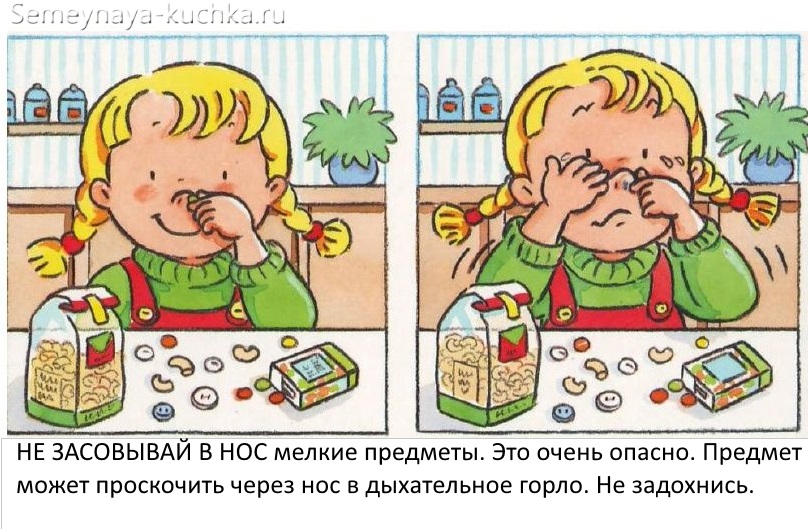 Semeynaya-kuchka.ru
НЕ ЗАСОВЫВАЙ В НОС мелкие предметы. Это очень опасно. Предмет
может проскочить через нос в дыхательное горло. Не задохнись.